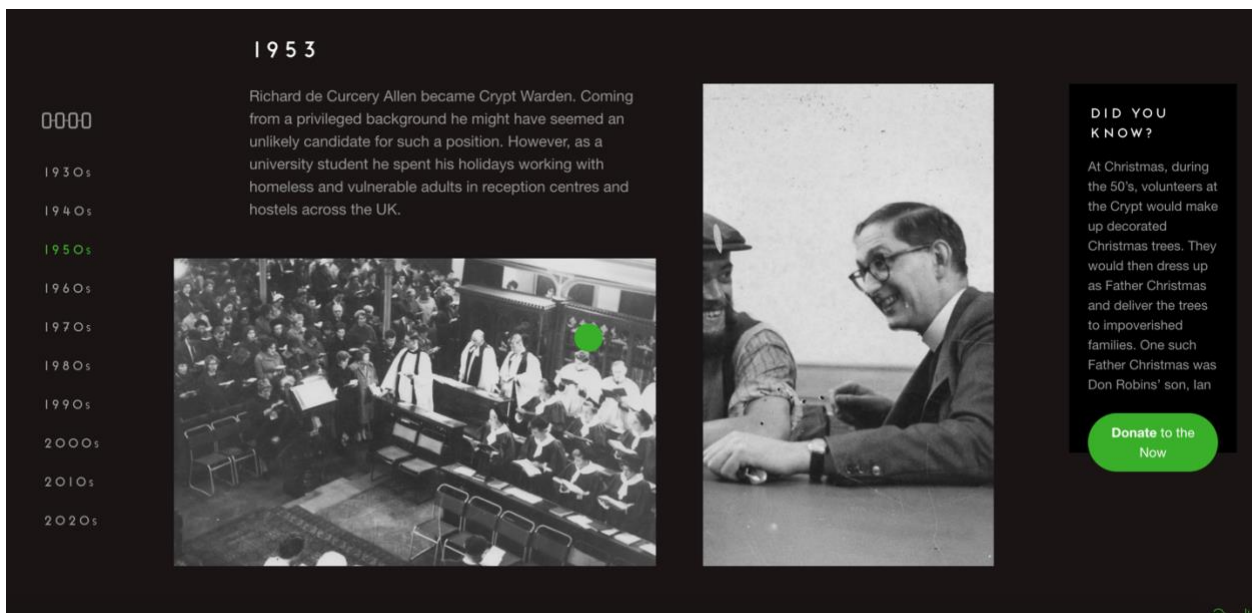 1953
Richard de Curcery Allen became Crypt Warden. Coming
from a privileged background he might have seemed an
unlikely candidate for such a position. However, as a
university student he spent his holidays working with
homeless and vulnerable adults in reception centres and
hostels across the UK.
0000
1930s
1940s
1950s
1960s
1970s
1980s
1990s
2000s
2010s
2020s
DID YOU
KNOW?
At Christmas, during
the 50's, volunteers at
the Crypt would make
up decorated
Christmas trees. They
would then dress up
as Father Christmas
and deliver the trees
to impoverished
families. One such
Father Christmas was
Don Robins' son, Ian
Donate to the
Now